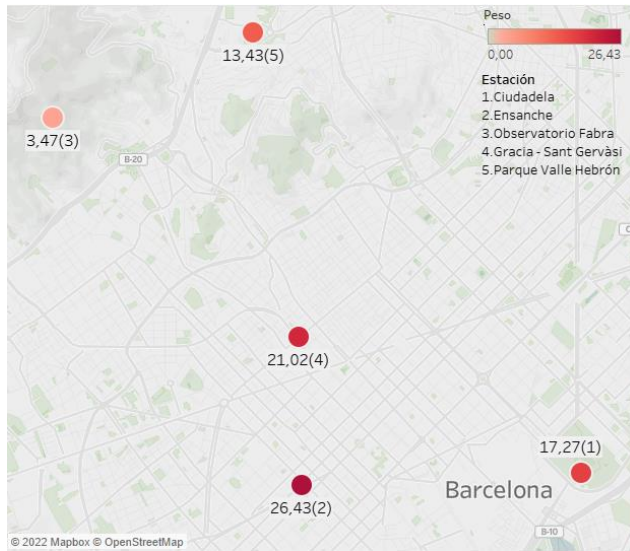 Peso
0,00 26,43
Estación
1.Ciudadela
2.Ensanche
3.Observatorio Fabra
4.Gracia - Sant Gervàsi
5.Parque Valle Hebrón
13,43(5)
3,47(3)
B-20
21,02(4)
17,27(1)
Barcelona
26,43(2)
B-10
© 2022 Mapbox © OpenStreetMap